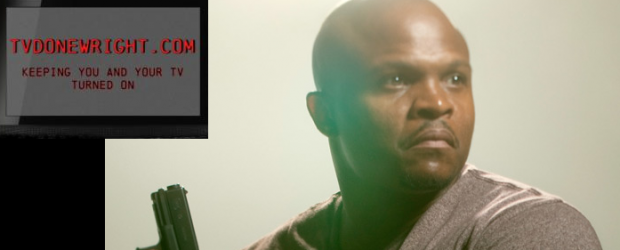 TVDONEWRIGHT.COM
KEEPING YOU AND YOUR TV
TURNED ON